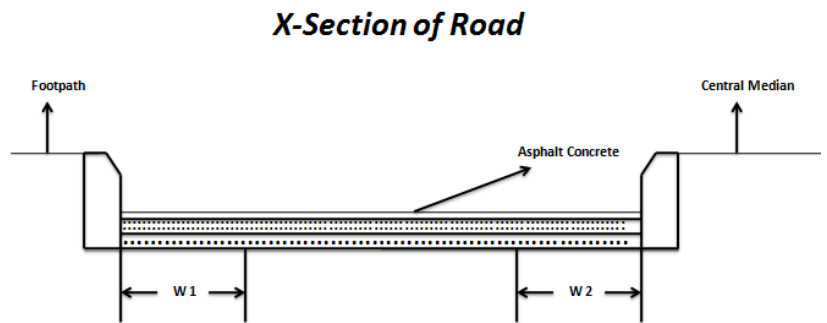 X-Section of Road
Footpath
Central Median
Asphalt Concrete
W 1
W 2